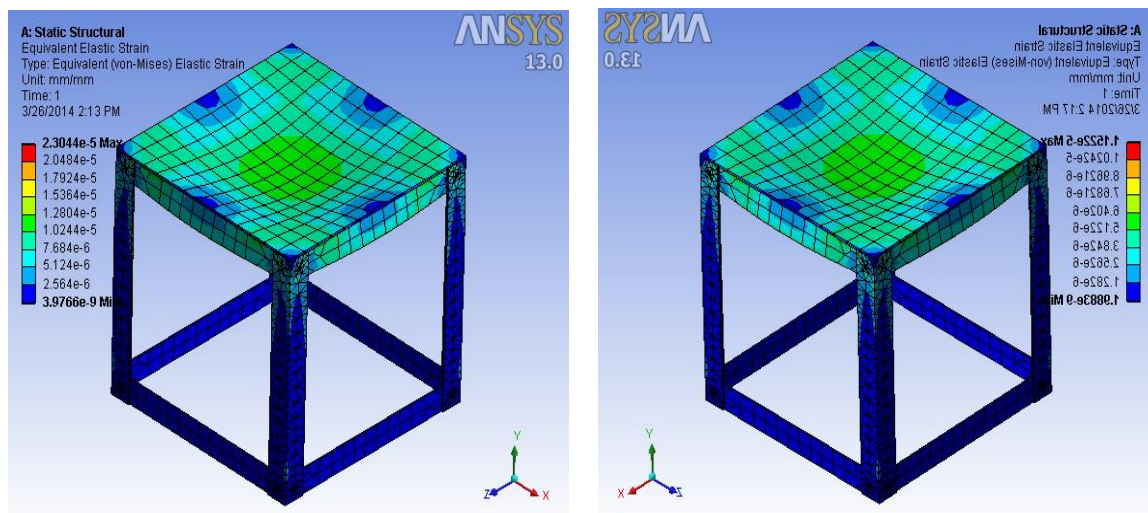 A: Static Structural
Equivalent Elastic Strain
Type: Equivalent (von-Mises) Elastic Strain
Unit: mm/mm
Time: 1
3/26/2014 2:13 PM
ANSYS
13.0
2.3044e-5 Max
2.0484e-5
1.7924e-5
1.5364e-5
1.2804e-5
1.0244e-5
7.684e-6
5.124e-6
2.564e-6
3.9766e-9 Mi
Y
Z
X
ANSYS
13.0
A: Static Structural
Equivalent Elastic Strain
Type: Equivalent (von-Mises) Elastic Strain
Unit: mm/mm
Time: 1
3/26/2014 2:17 PM
1.1522e-5 Max
1.0242e-5
8.9621e-6
7.6821e-6
6.402e-6
5.122e-6
3.842e-6
2.562e-6
1.282e-6
1.9883e-9 Mi
Y
X
Z